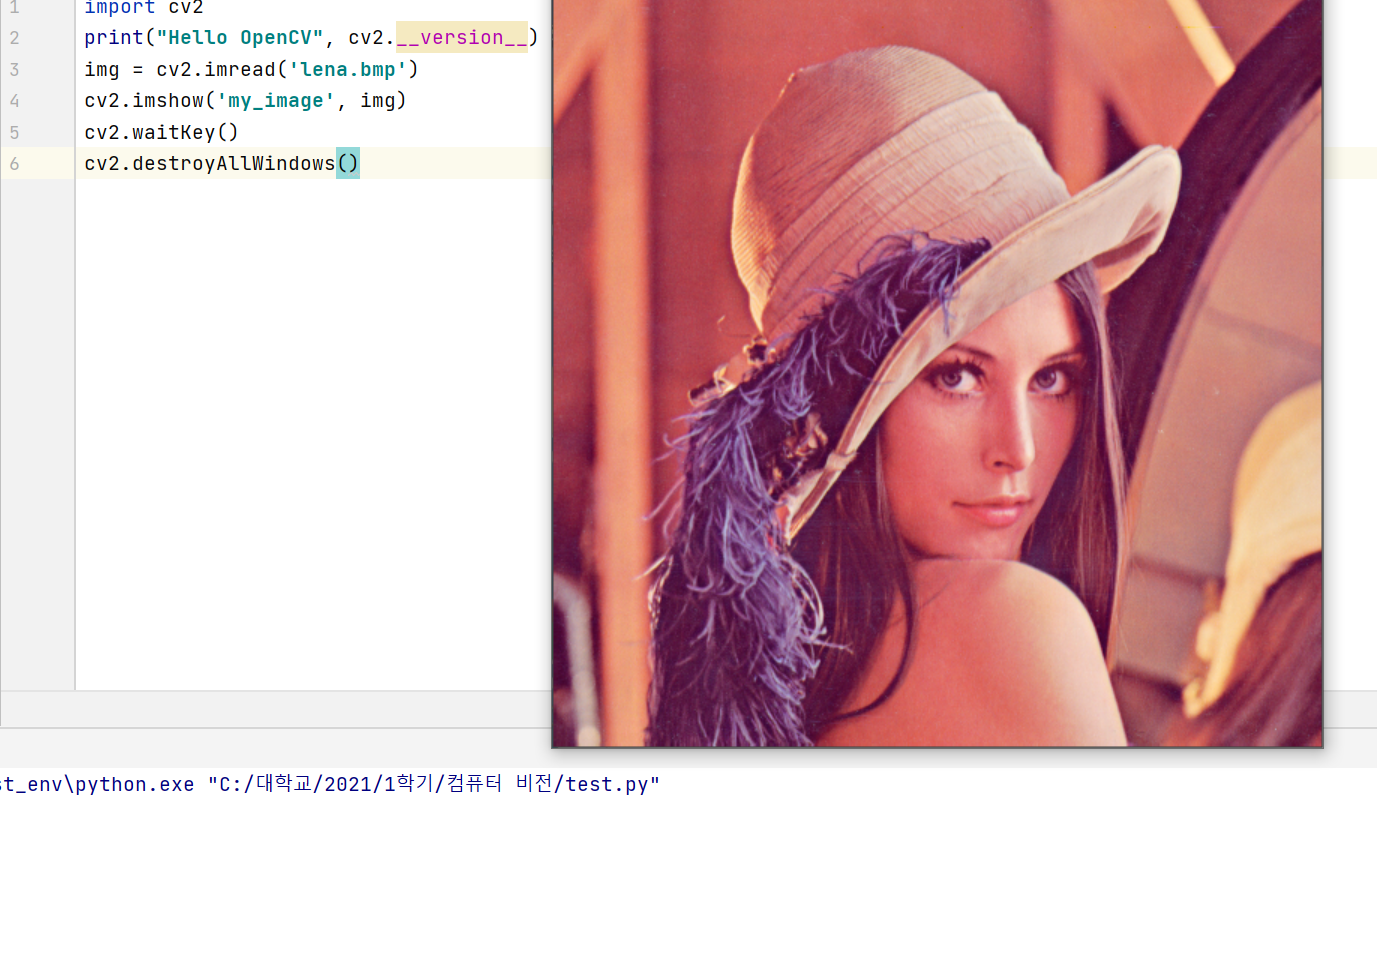 1 import cv2
2 print("Hello OpenCV", cv2.__version__)
3 img = cv2.imread('lena.bmp')
4 cv2.imshow('my_image', img)
5 cv2.waitKey()
6 cv2.destroyAllWindows()
st_env\python.exe "C:/대학교/2021/1학기/컴퓨터 비전/test.py"